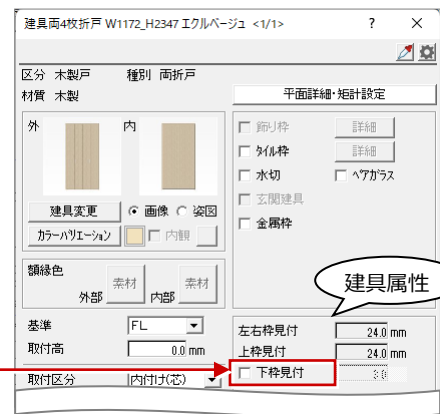 建具両4枚折戸 W1172_H2347 エクルベージュ <1/1>
? ×
区分 木製戸 種別 両折戸
材質 木製
平面詳細・矩計設定
外 内
飾り枠 詳細
タイル枠 詳細
水切 ペアガラス
玄関建具
金属枠
建具変更 画像 姿図
カラーバリエーション 内観
額縁色
外部 素材 内部 素材
建具属性
基準 FL
取付高 0.0 mm
取付区分 内付け(芯)
左右枠見付 24.0 mm
上枠見付 24.0 mm
下枠見付